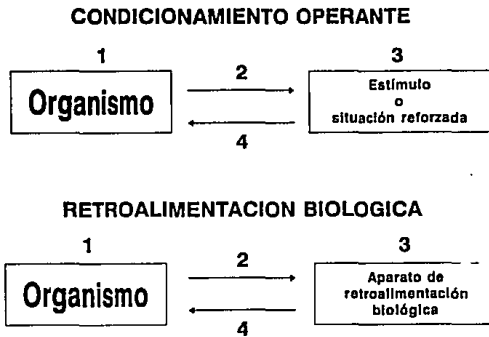 CONDICIONAMIENTO OPERANTE
1
2
3
Organismo
Estímulo
o
situación reforzada
4
RETROALIMENTACION BIOLOGICA
1
2
3
Organismo
Aparato de
retroalimentación
biológica
4